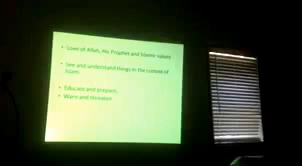 • Love of Allah, His Prophet and Islamic values
• See and understand things in the context of
Islam.
• Educate and prepare,
• Warn and threaten